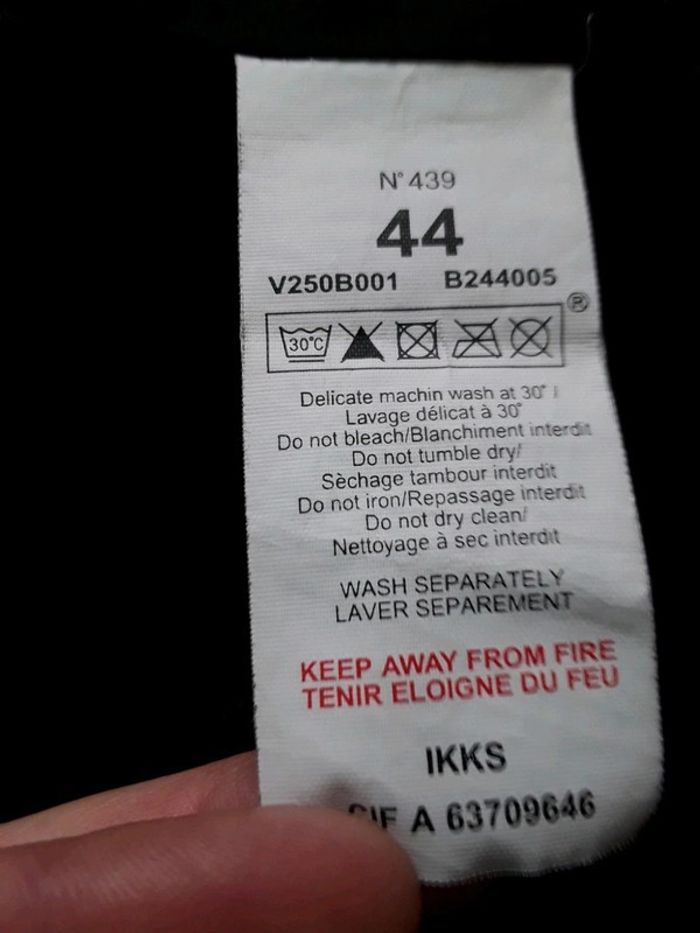 N° 439
44
V250B001 B244005
®
30°C
Delicate machin wash at 30° /
Lavage délicat à 30°
Do not bleach/Blanchiment interdit
Do not tumble dry/
Sèchage tambour interdit
Do not iron/Repassage interdit
Do not dry clean/
Nettoyage à sec interdit
WASH SEPARATELY
LAVER SEPAREMENT
KEEP AWAY FROM FIRE
TENIR ELOIGNE DU FEU
IKKS
CIF A 63709646